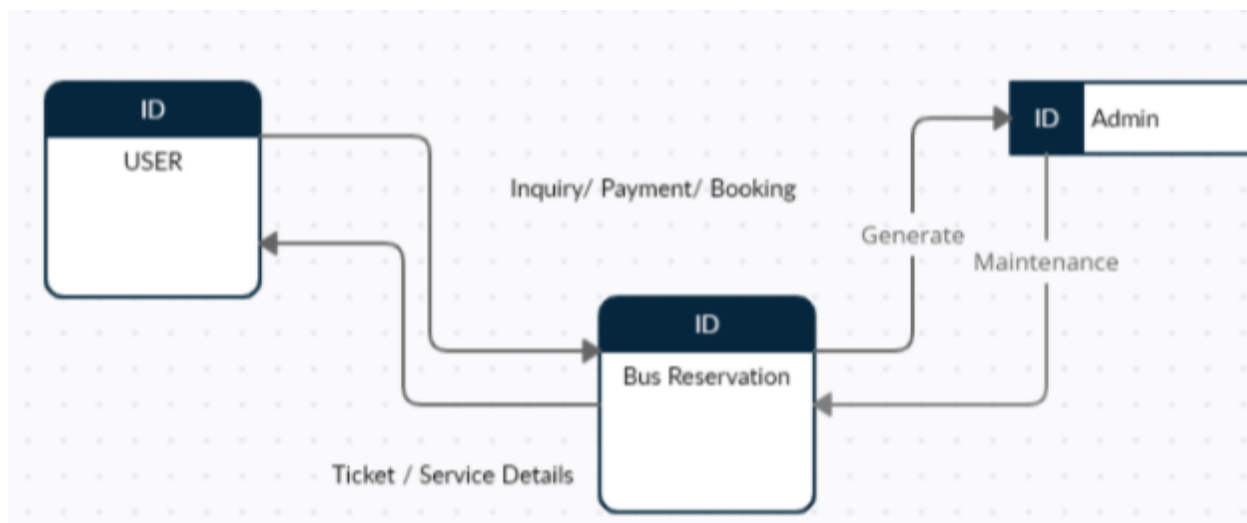 ID
USER
Inquiry/ Payment/ Booking
ID
Admin
Generate
Maintenance
ID
Bus Reservation
Ticket / Service Details